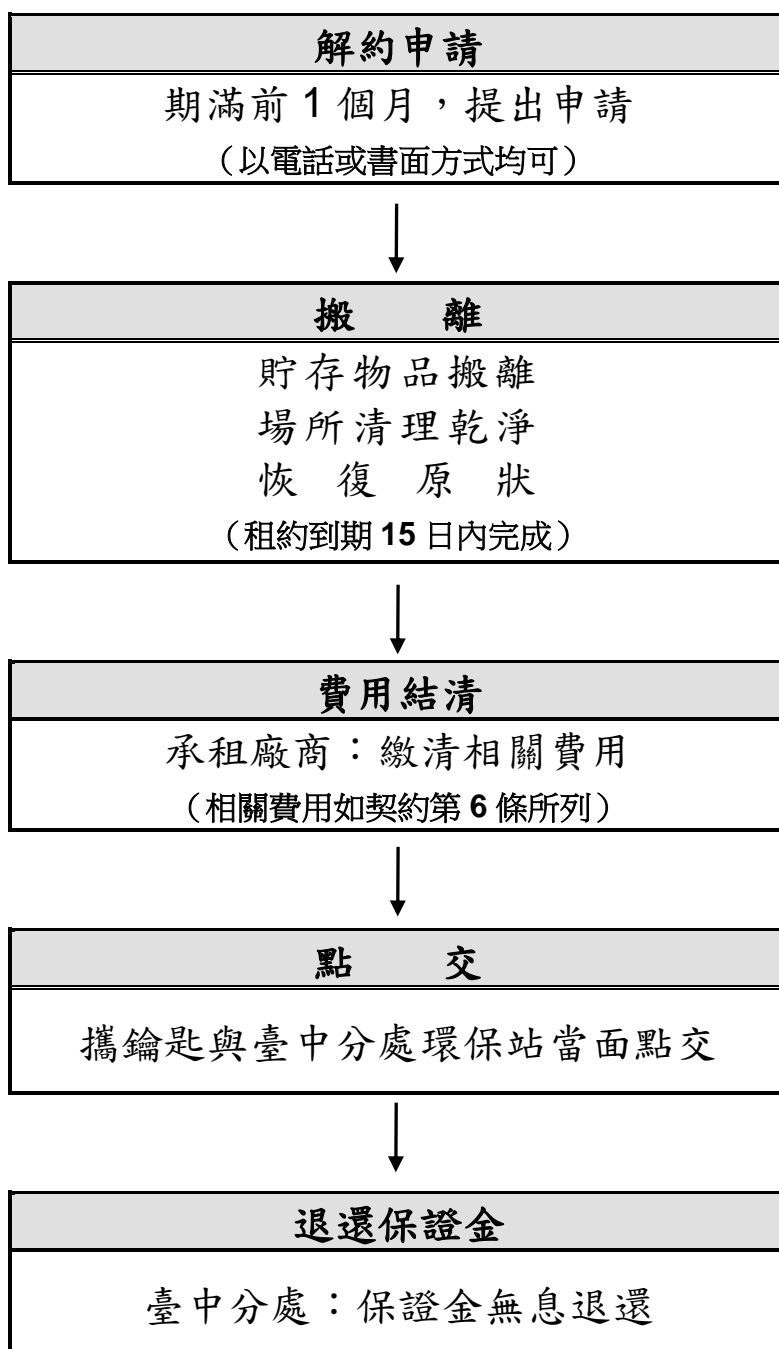 解約申請
期滿前 1 個月，提出申請
（以電話或書面方式均可）
搬 離
貯存物品搬離
場所清理乾淨
恢復原狀
（租約到期 15 日內完成）
費用結清
承租廠商：繳清相關費用
（相關費用如契約第 6 條所列）
點 交
攜鑰匙與臺中分處環保站當面點交
退還保證金
臺中分處：保證金無息退還